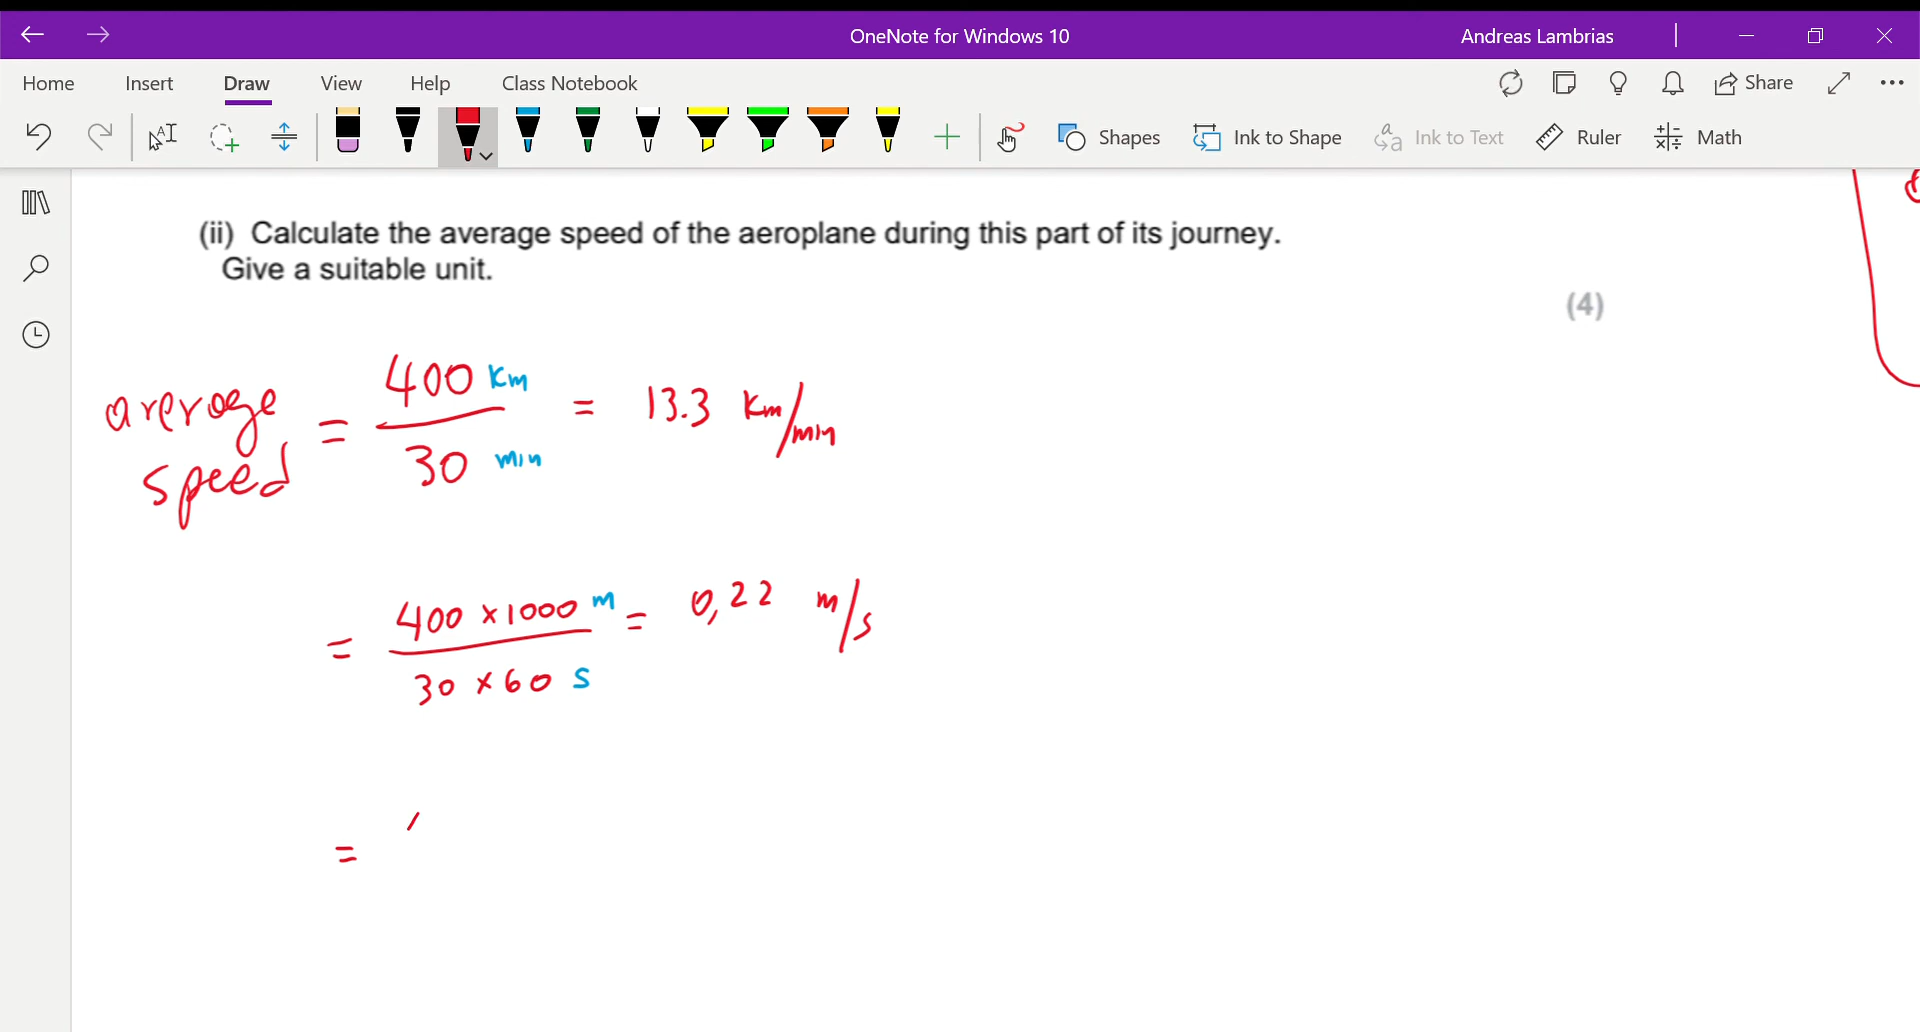 OneNote for Windows 10
Andreas Lambrias
Home Insert Draw View Help Class Notebook
Share
Shapes Ink to Shape Ink to Text Ruler Math
(ii) Calculate the average speed of the aeroplane during this part of its journey.
Give a suitable unit.
(4)
average speed = 400 km / 30 min = 13.3 km/min
= 400 × 1000 m / 30 × 60 s = 0,22 m/s
=